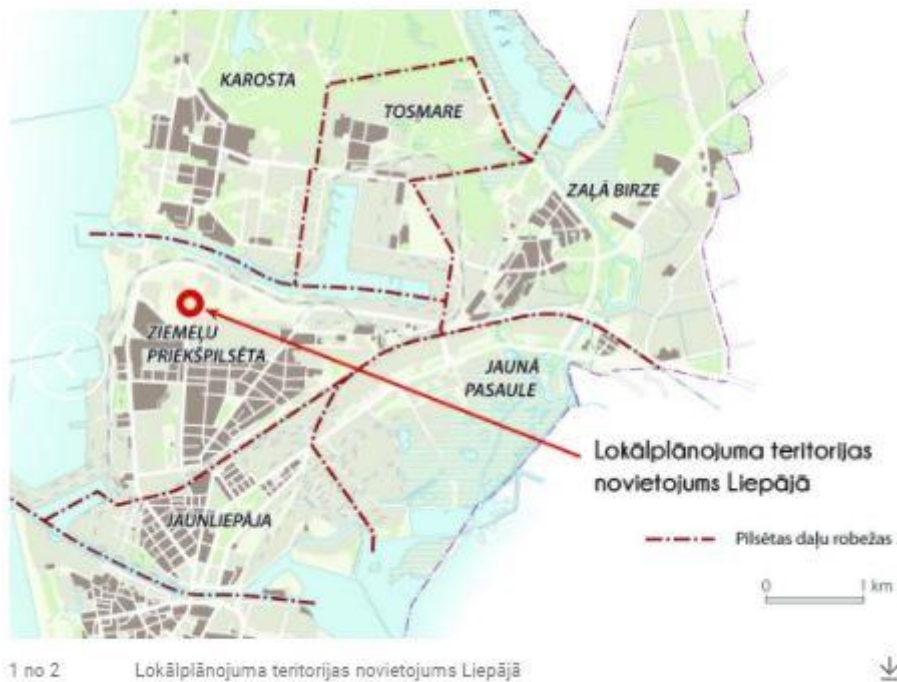 KAROSTA
TOSMARE
ZAĻĀ BIRZE
ZIEMEĻU
PRIEKŠPILSĒTA
JAUNĀ
PASAULE
Lokālplānojuma teritorijas
novietojums Liepājā
JAUNLIEPĀJA
Pilsētas daļu robežas
0 1 km
1 no 2 Lokālplānojuma teritorijas novietojums Liepājā